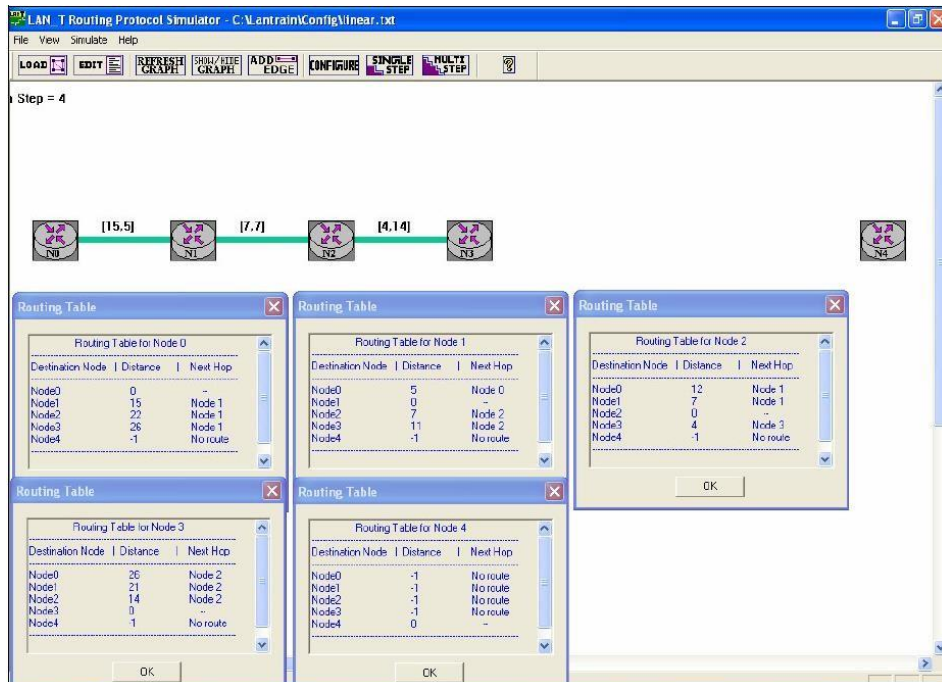 LAN_T Routing Protocol Simulator - C:\Lantrain\Config\linear.txt
File View Simulate Help
LOAD EDIT REFRESH GRAPH SHOW/HIDE GRAPH ADD EDGE CONFIGURE SINGLE STEP MULTI STEP ?
Step = 4
[15,5] [7,7] [4,14]
N0 N1 N2 N3 N4
Routing Table
Routing Table for Node 0
Destination Node | Distance | Next Hop
Node0 0 --
Node1 15 Node 1
Node2 22 Node 1
Node3 26 Node 1
Node4 -1 No route
Routing Table
Routing Table for Node 1
Destination Node | Distance | Next Hop
Node0 5 Node 0
Node1 0 --
Node2 7 Node 2
Node3 11 Node 2
Node4 -1 No route
Routing Table
Routing Table for Node 2
Destination Node | Distance | Next Hop
Node0 12 Node 1
Node1 7 Node 1
Node2 0 --
Node3 4 Node 3
Node4 -1 No route
OK
Routing Table
Routing Table for Node 3
Destination Node | Distance | Next Hop
Node0 26 Node 2
Node1 21 Node 2
Node2 14 Node 2
Node3 0 --
Node4 -1 No route
OK
Routing Table
Routing Table for Node 4
Destination Node | Distance | Next Hop
Node0 -1 No route
Node1 -1 No route
Node2 -1 No route
Node3 -1 No route
Node4 0 --
OK